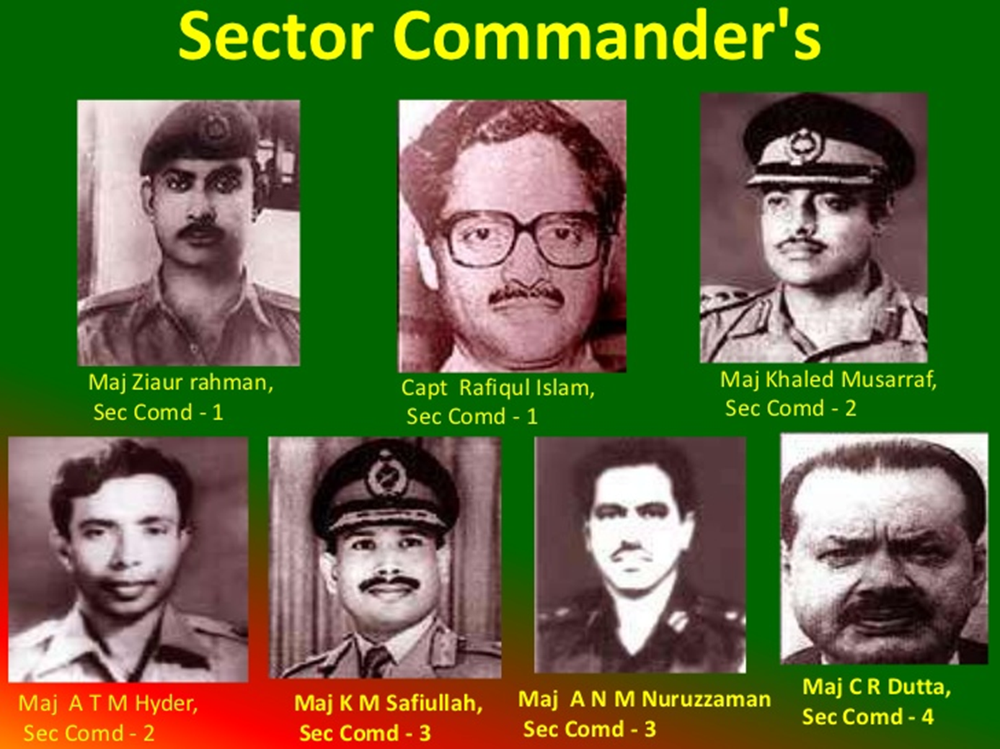 Sector Commander's
Maj Ziaur rahman,
Sec Comd - 1
Capt Rafiqul Islam,
Sec Comd - 1
Maj Khaled Musarraf,
Sec Comd - 2
Maj A T M Hyder,
Sec Comd - 2
Maj K M Safiullah,
Sec Comd - 3
Maj A N M Nuruzzaman
Sec Comd - 3
Maj C R Dutta,
Sec Comd - 4